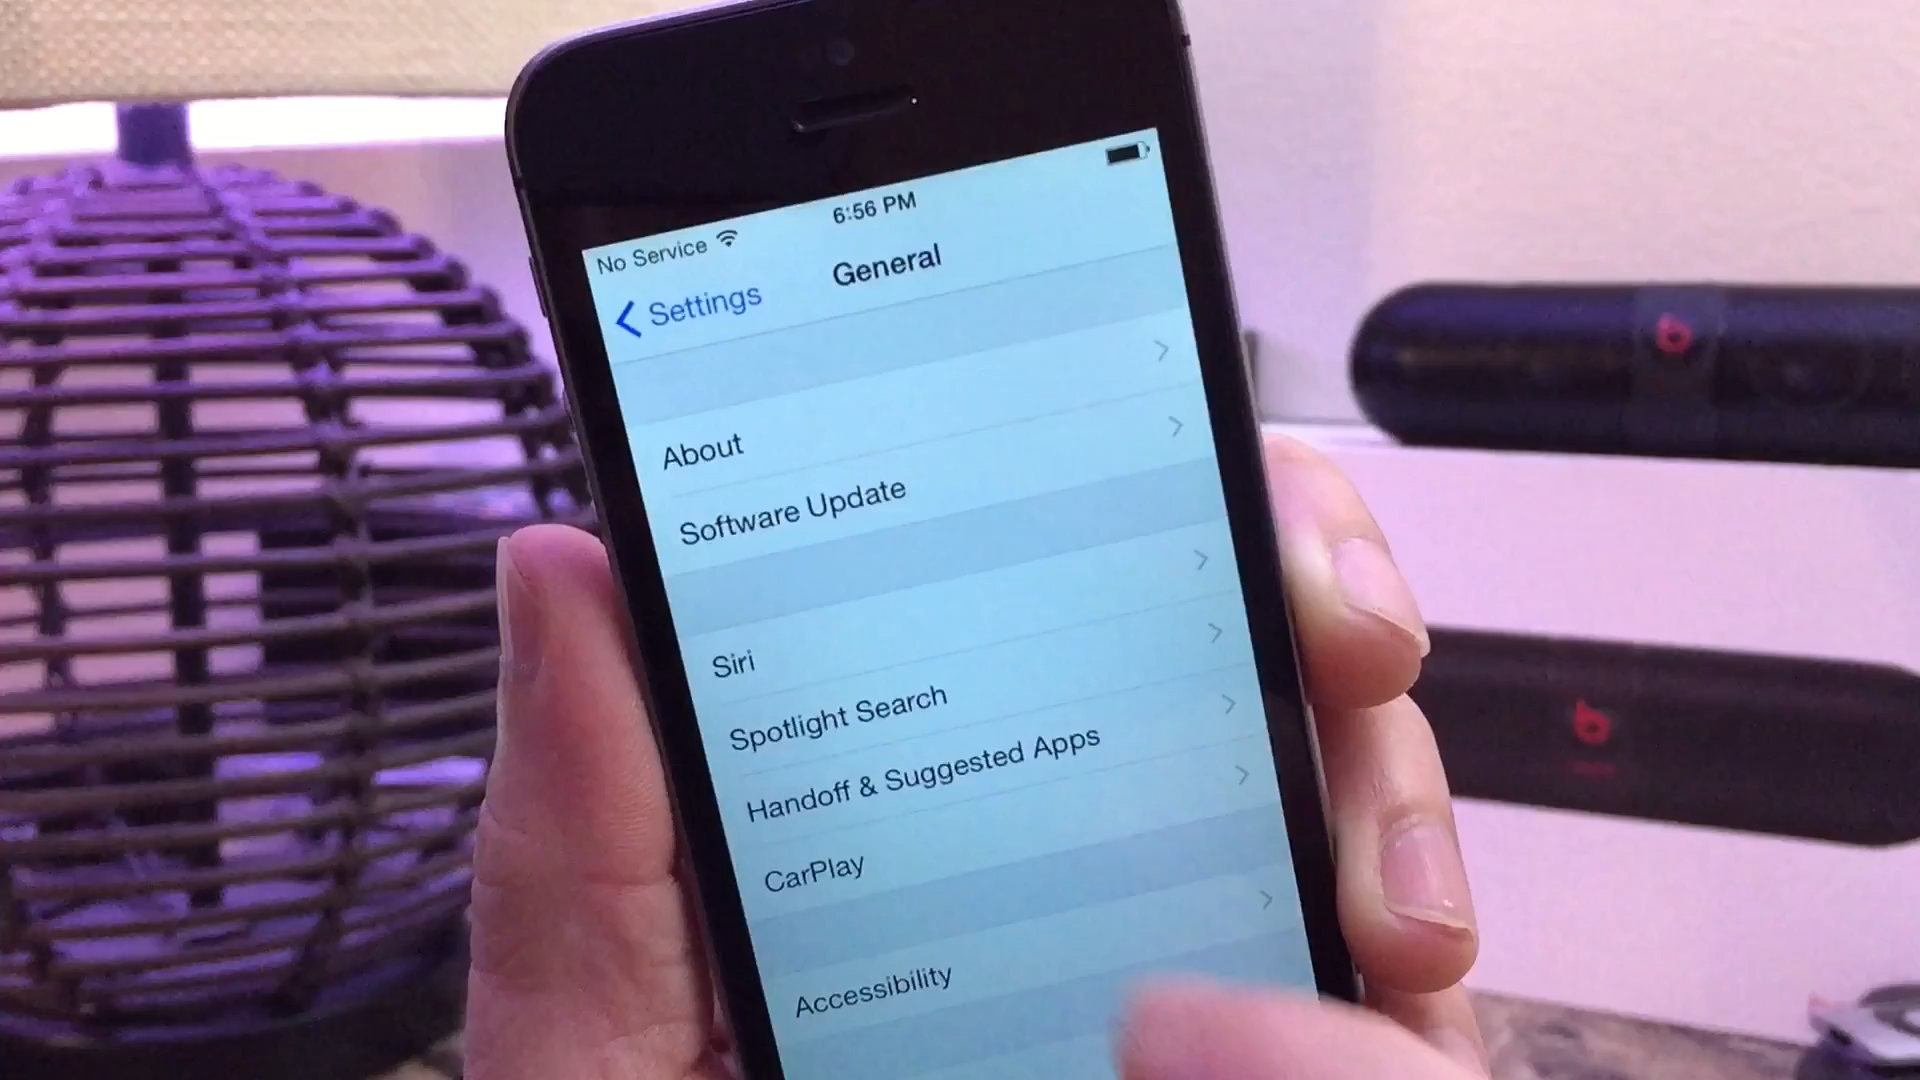 6:56 PM
No Service
General
Settings
About
Software Update
Siri
Spotlight Search
Handoff & Suggested Apps
CarPlay
Accessibility